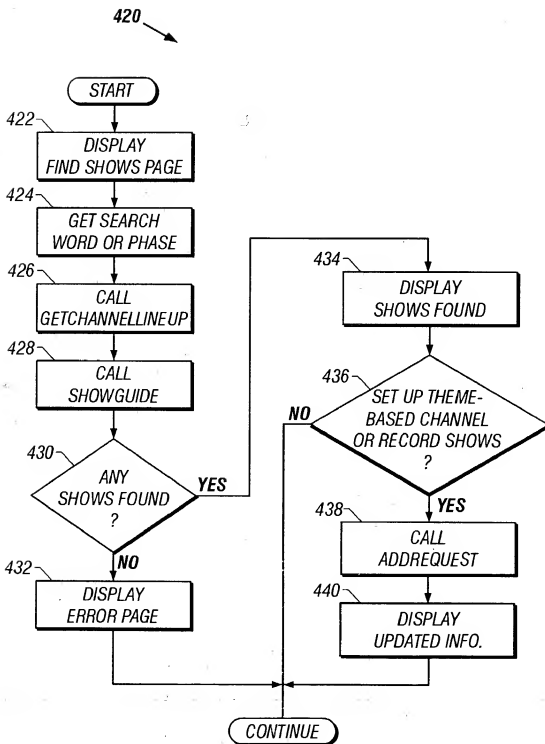 420
START
422
DISPLAY
FIND SHOWS PAGE
424
GET SEARCH
WORD OR PHASE
426
CALL
GETCHANNELLINEUP
428
CALL
SHOWGUIDE
430
ANY
SHOWS FOUND
?
YES
NO
432
DISPLAY
ERROR PAGE
434
DISPLAY
SHOWS FOUND
436
SET UP THEME-
BASED CHANNEL
OR RECORD SHOWS
?
NO
YES
438
CALL
ADDREQUEST
440
DISPLAY
UPDATED INFO.
CONTINUE